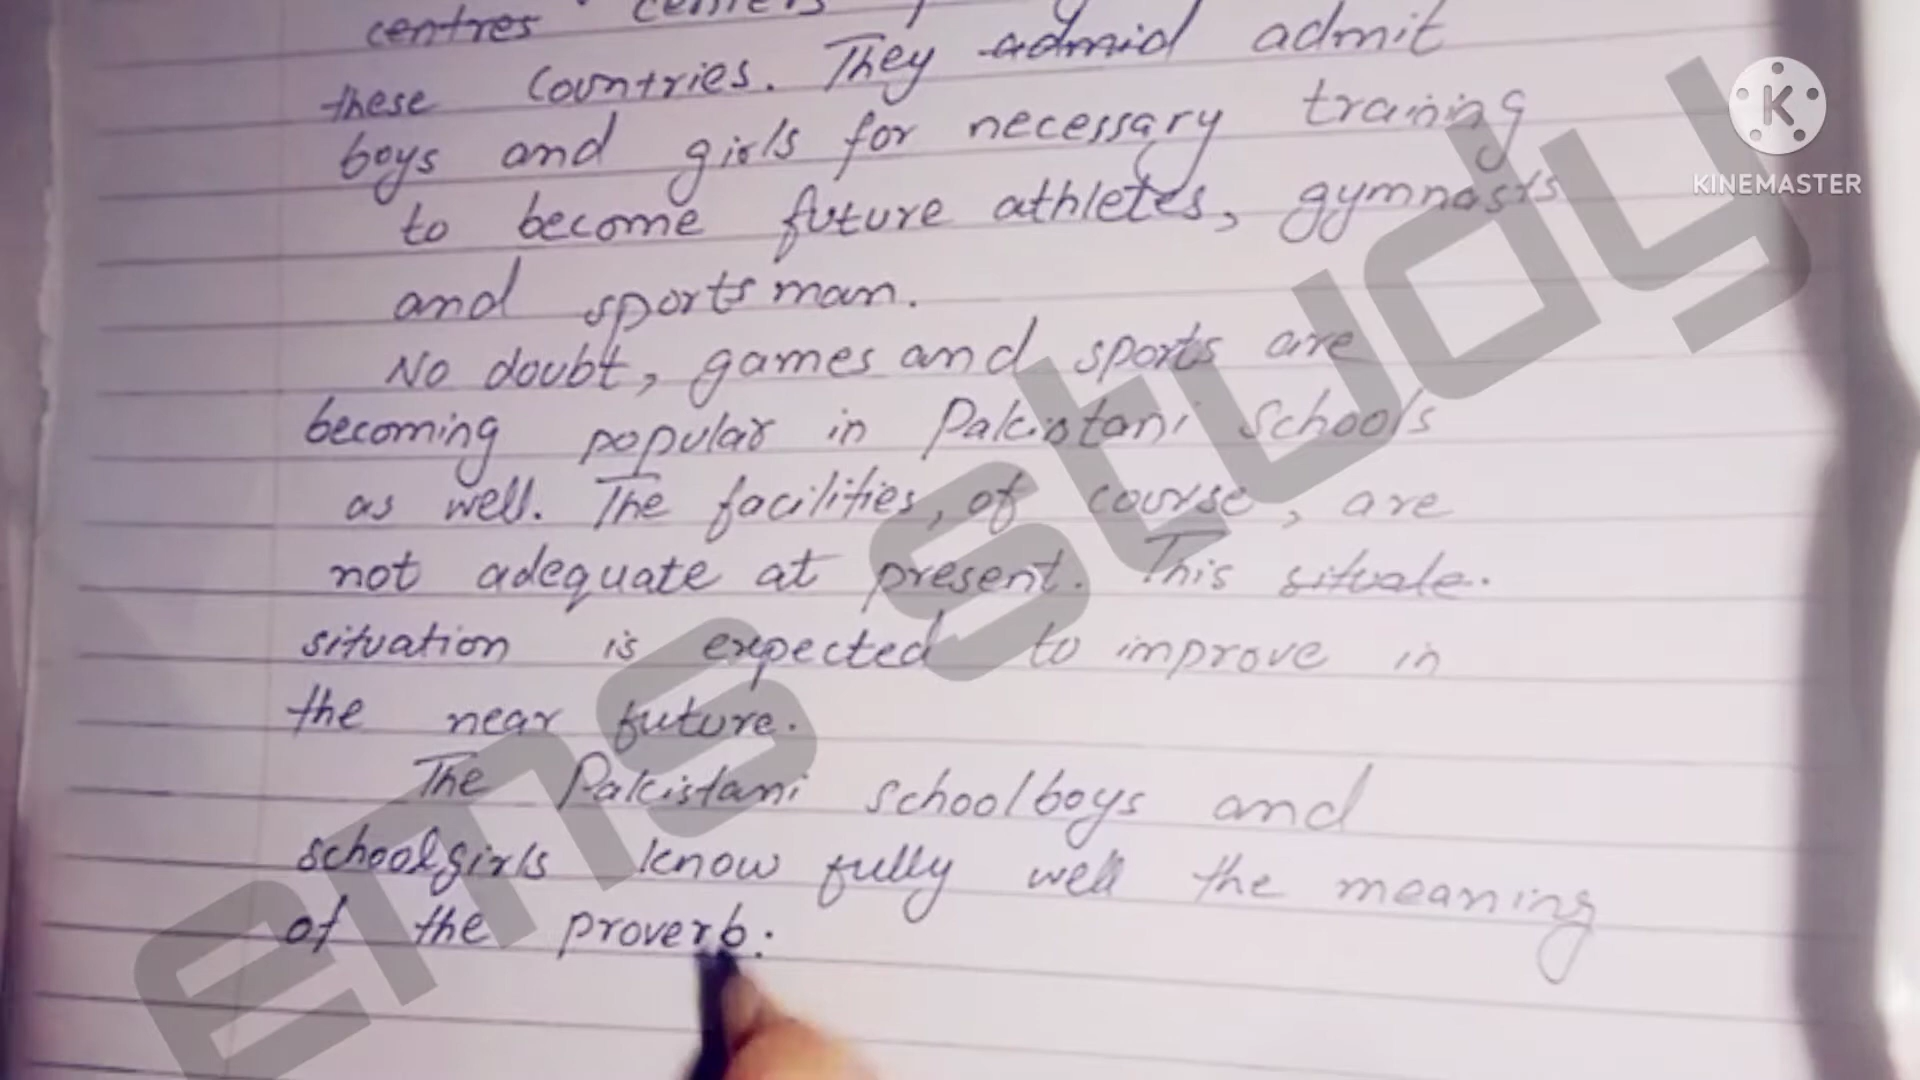 centres centers
these countries. They admid admit
boys and girls for necessary training
to become future athletes, gymnasts
and sportsman.
No doubt, games and sports are
becoming popular in Pakistani schools
as well. The facilities, of course, are
not adequate at present. This situate.
situation is expected to improve in
the near future.
The Pakistani schoolboys and
schoolgirls know fully well the meaning
of the proverb:
K
KINEMASTER
ems study